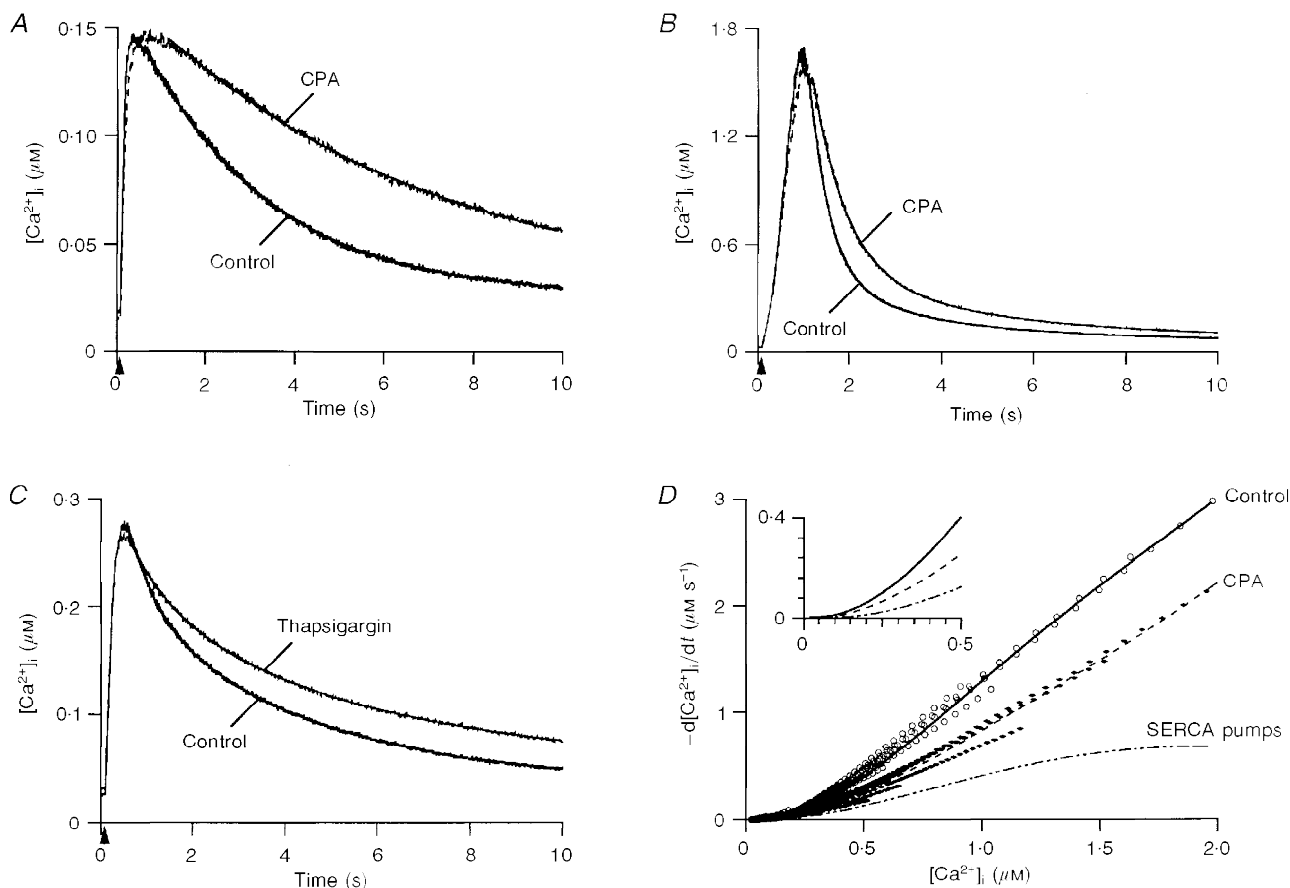 A
0·15
0·10
0·05
0
[Ca²⁺]ᵢ (μM)
CPA
Control
0
2
4
6
8
10
Time (s)
B
1·8
1·2
0·6
0
[Ca²⁺]ᵢ (μM)
CPA
Control
0
2
4
6
8
10
Time (s)
C
0·3
0·2
0·1
0
[Ca²⁺]ᵢ (μM)
Thapsigargin
Control
0
2
4
6
8
10
Time (s)
D
3
2
1
0
−d[Ca²⁺]ᵢ/dt (μM s⁻¹)
0·4
0
0
0·5
Control
CPA
SERCA pumps
0·5
1·0
1·5
2·0
[Ca²⁺]ᵢ (μM)